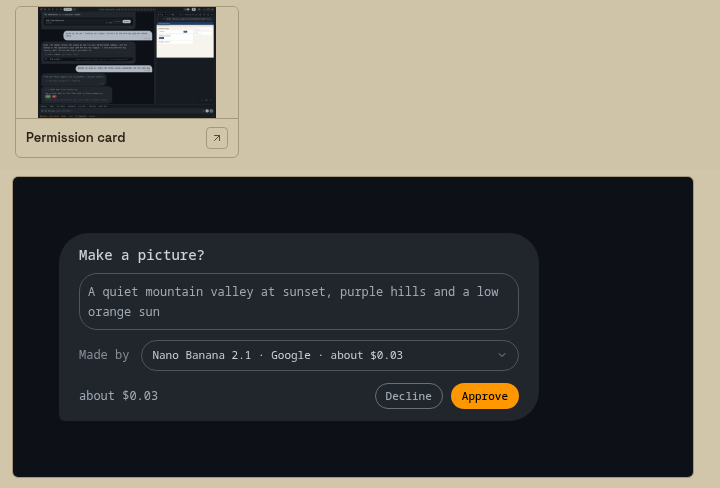 Permission card
Make a picture?
A quiet mountain valley at sunset, purple hills and a low
orange sun
Made by
Nano Banana 2.1 · Google · about $0.03
about $0.03
Decline
Approve